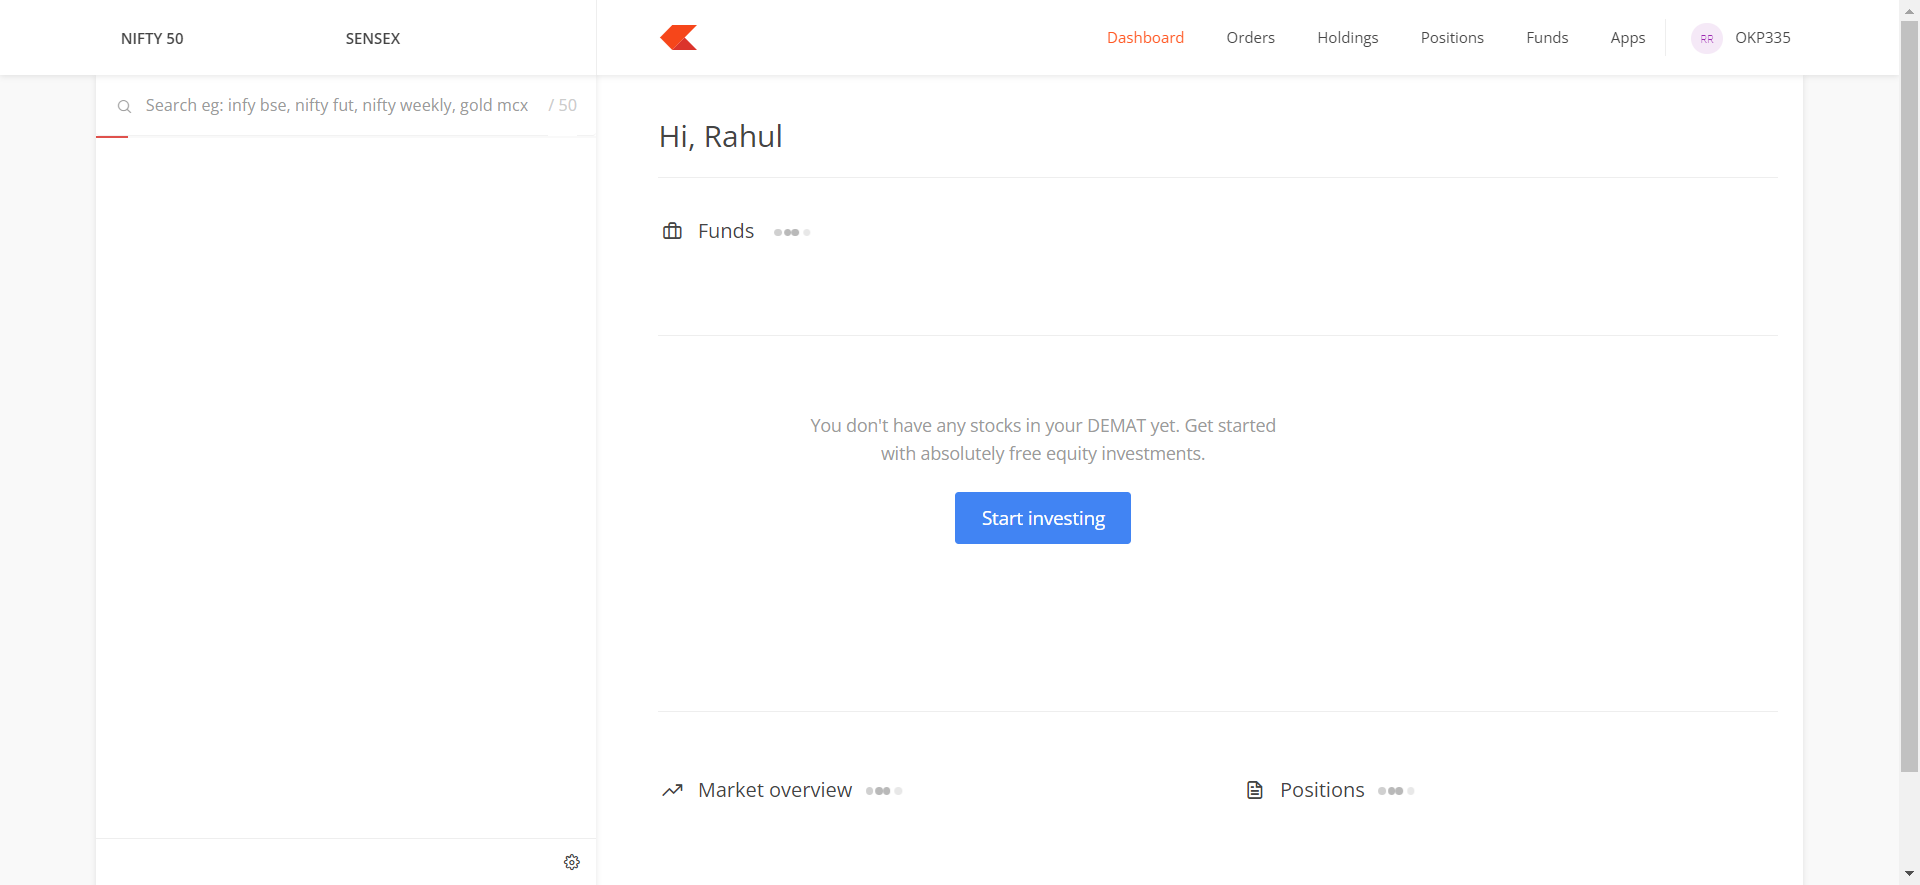 NIFTY 50
SENSEX
Dashboard
Orders
Holdings
Positions
Funds
Apps
RR
OKP335
Search eg: infy bse, nifty fut, nifty weekly, gold mcx
/ 50
Hi, Rahul
Funds
You don't have any stocks in your DEMAT yet. Get started
with absolutely free equity investments.
Start investing
Market overview
Positions